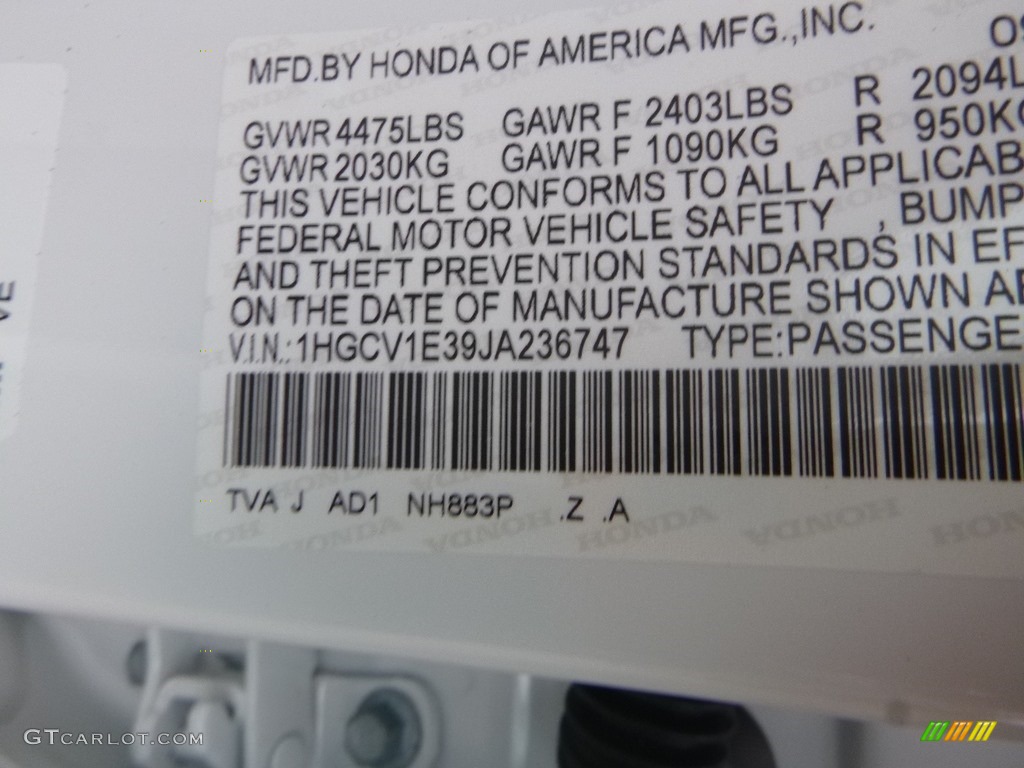 MFD.BY HONDA OF AMERICA MFG.,INC.
GVWR 4475LBS GAWR F 2403LBS R 2094L
GVWR 2030KG GAWR F 1090KG R 950KG
THIS VEHICLE CONFORMS TO ALL APPLICAB
FEDERAL MOTOR VEHICLE SAFETY , BUMP
AND THEFT PREVENTION STANDARDS IN EF
ON THE DATE OF MANUFACTURE SHOWN A
V.I.N.: 1HGCV1E39JA236747 TYPE:PASSENGE
TVA J AD1 NH883P .Z .A
GTCARLOT.COM